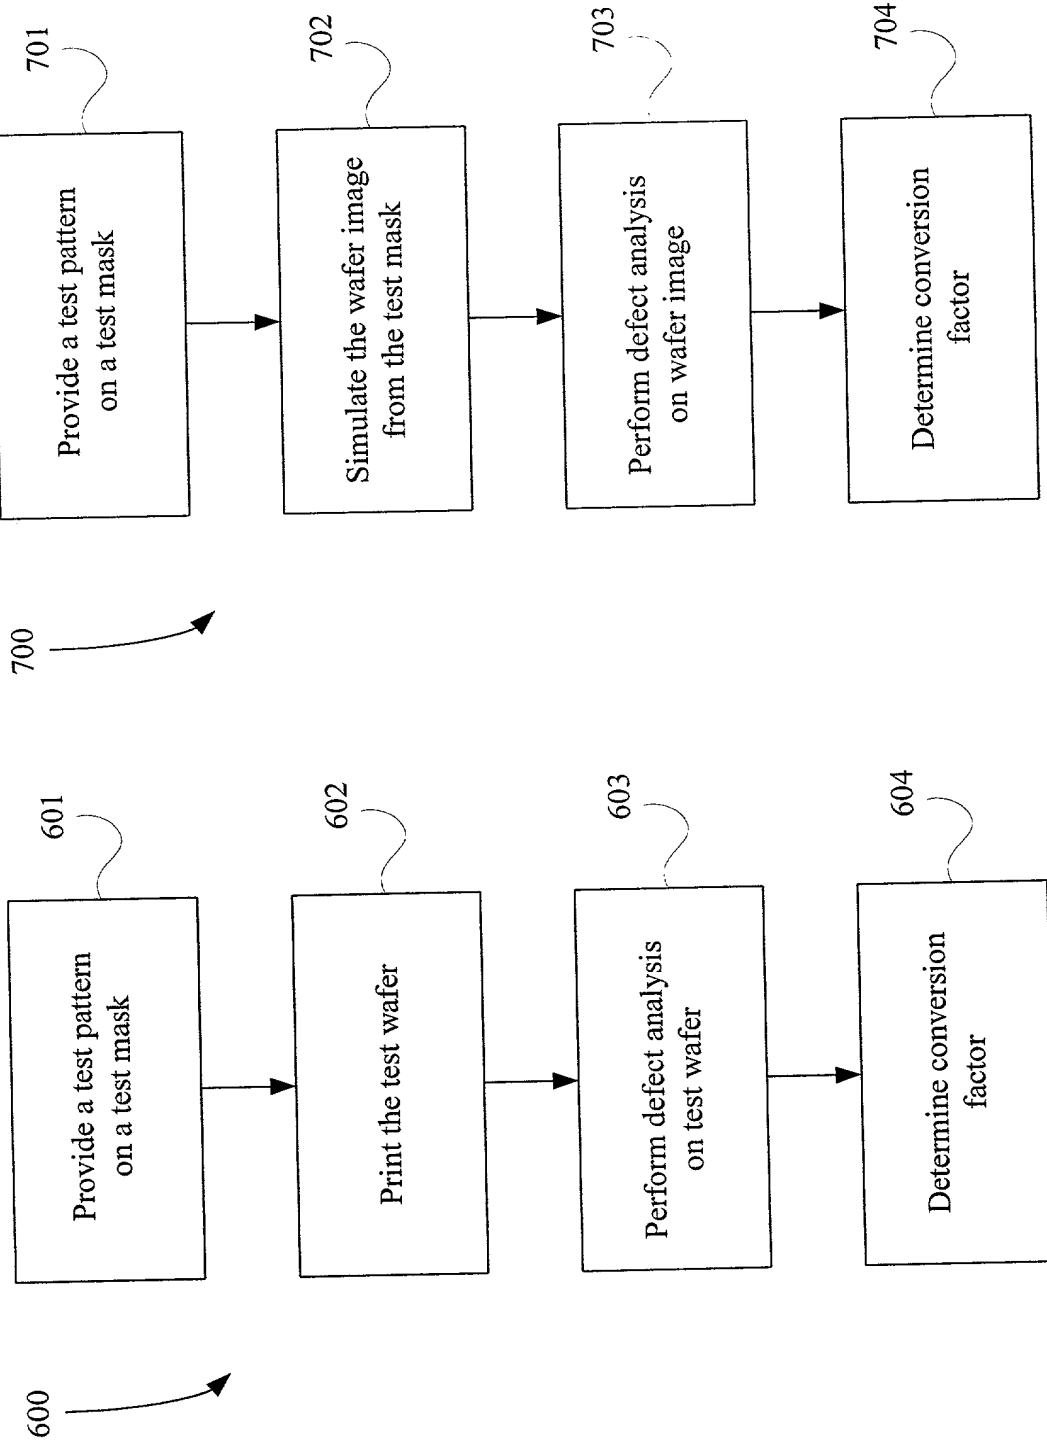 600
601
Provide a test pattern
on a test mask
602
Print the test wafer
603
Perform defect analysis
on test wafer
604
Determine conversion
factor
700
701
Provide a test pattern
on a test mask
702
Simulate the wafer image
from the test mask
703
Perform defect analysis
on wafer image
704
Determine conversion
factor